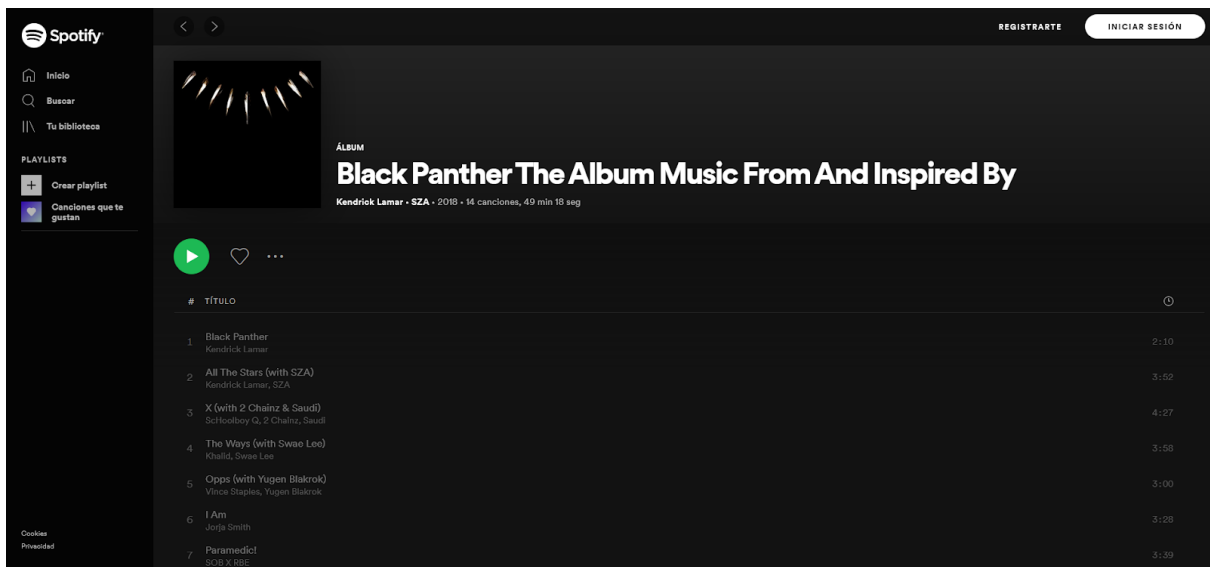 Spotify
REGISTRARTE
INICIAR SESIÓN
Inicio
Buscar
Tu biblioteca
PLAYLISTS
Crear playlist
Canciones que te
gustan
Cookies
Privacidad
ÁLBUM
Black Panther The Album Music From And Inspired By
Kendrick Lamar • SZA • 2018 • 14 canciones, 49 min 18 seg
# TÍTULO
1 Black Panther 2:10
Kendrick Lamar
2 All The Stars (with SZA) 3:52
Kendrick Lamar, SZA
3 X (with 2 Chainz & Saudi) 4:27
ScHoolboy Q, 2 Chainz, Saudi
4 The Ways (with Swae Lee) 3:58
Khalid, Swae Lee
5 Opps (with Yugen Blakrok) 3:00
Vince Staples, Yugen Blakrok
6 I Am 3:28
Jorja Smith
7 Paramedic! 3:39
SOB X RBE